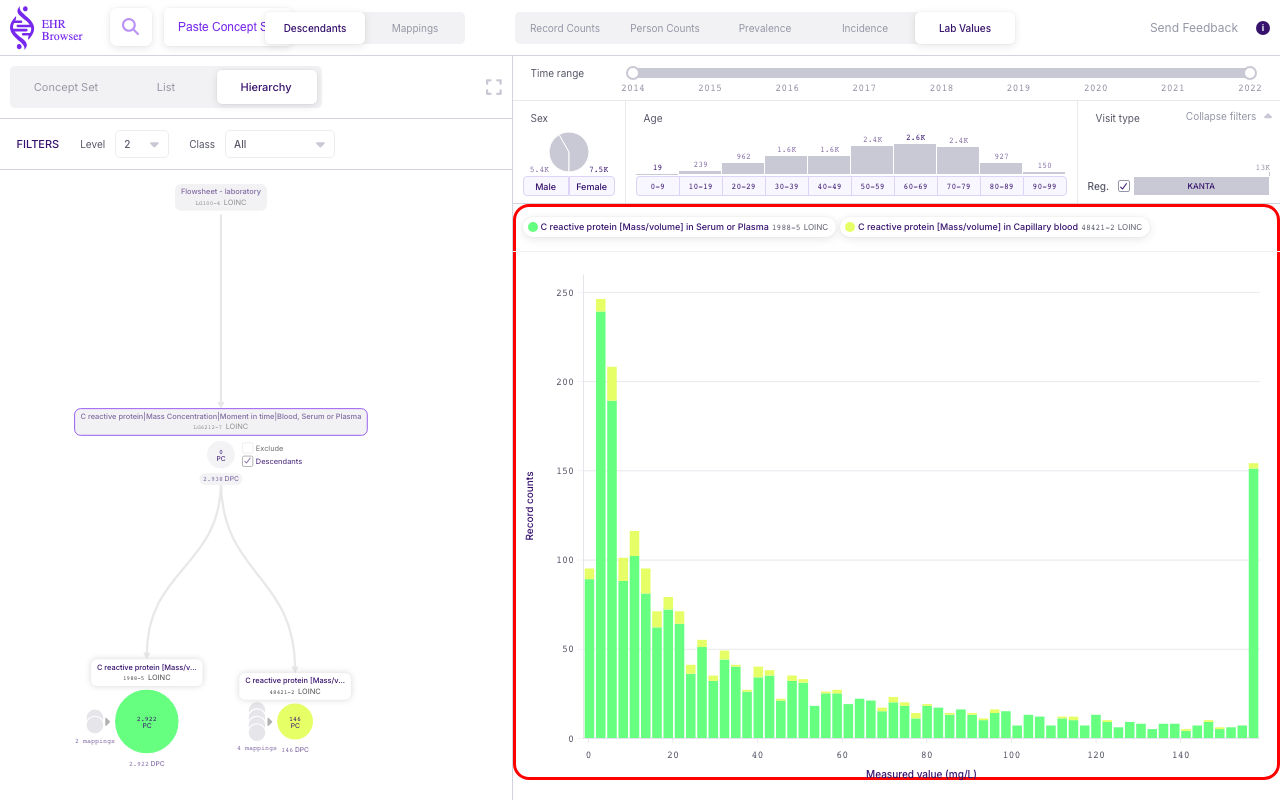 EHR
Browser
Paste Concept S
Descendants
Mappings
Record Counts
Person Counts
Prevalence
Incidence
Lab Values
Send Feedback
i
Concept Set
List
Hierarchy
FILTERS
Level
2
Class
All
Flowsheet - laboratory
LG100-4 LOINC
C reactive protein|Mass Concentration|Moment in time|Blood, Serum or Plasma
LG6212-7 LOINC
0
PC
Exclude
Descendants
2.938 DPC
C reactive protein [Mass/v...
1988-5 LOINC
2.922
PC
2 mappings
2.922 DPC
C reactive protein [Mass/v...
48421-2 LOINC
146
PC
4 mappings
146 DPC
Time range
2014 2015 2016 2017 2018 2019 2020 2021 2022
Sex
5.4K 7.5K
Male Female
Age
19 239 962 1.6K 1.6K 2.4K 2.6K 2.4K 927 150
0-9 10-19 20-29 30-39 40-49 50-59 60-69 70-79 80-89 90-99
Visit type
Collapse filters
13K
Reg. KANTA
C reactive protein [Mass/volume] in Serum or Plasma 1988-5 LOINC
C reactive protein [Mass/volume] in Capillary blood 48421-2 LOINC
Record counts
250
200
150
100
50
0
0 20 40 60 80 100 120 140
Measured value (mg/L)